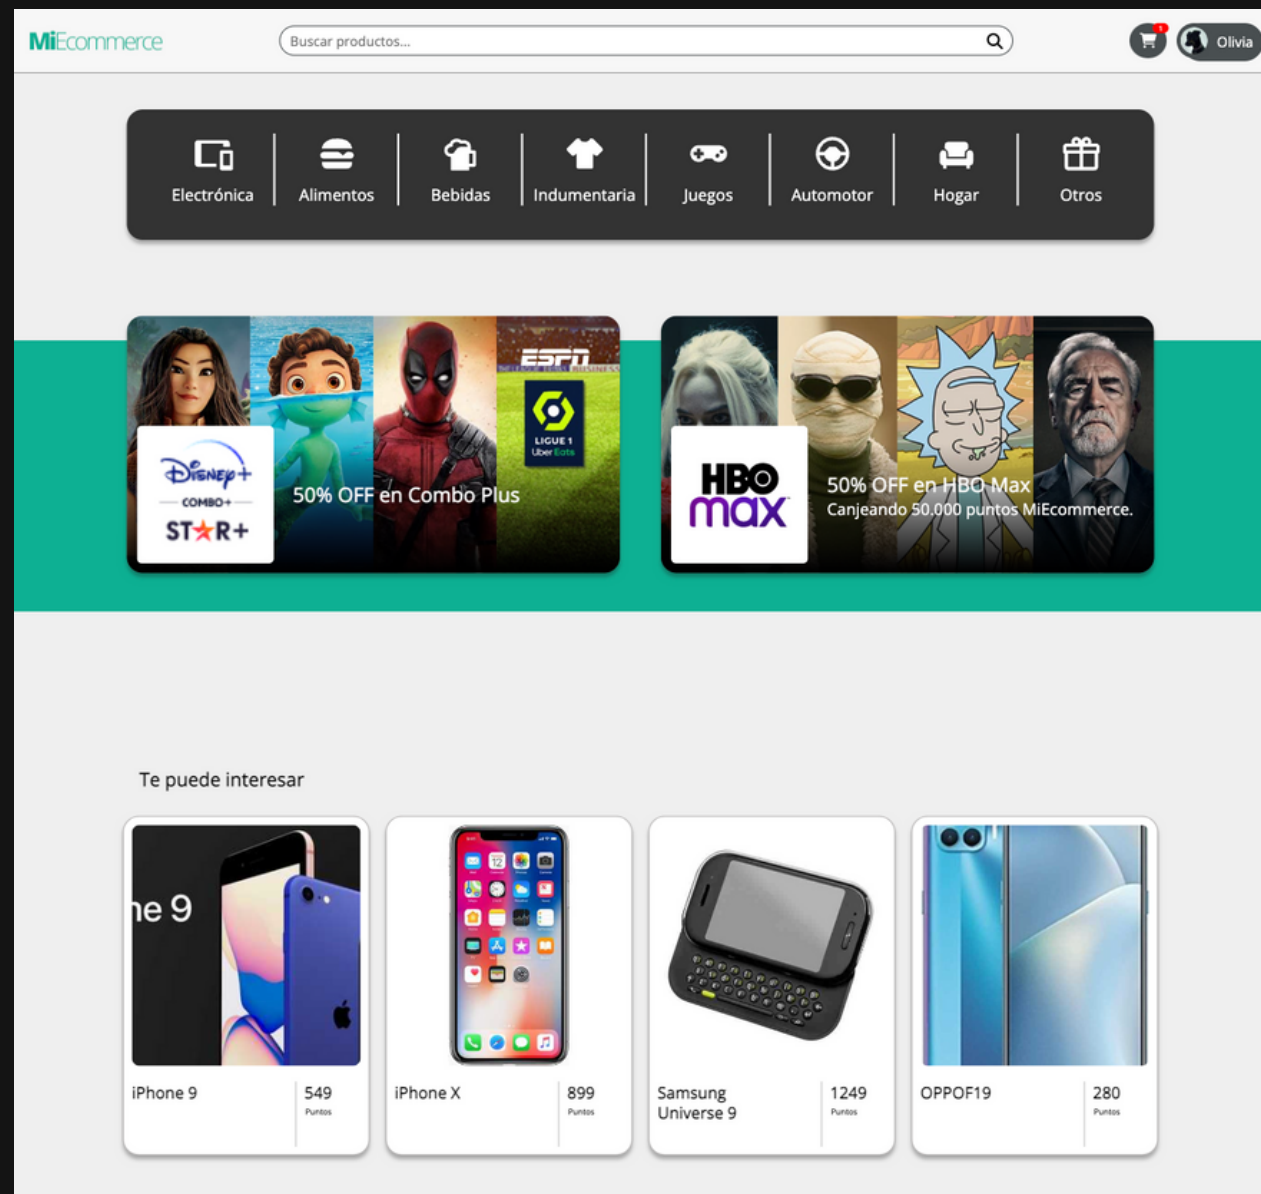 MiEcommerce
Buscar productos...
1
Olivia
Electrónica
Alimentos
Bebidas
Indumentaria
Juegos
Automotor
Hogar
Otros
ESPN
LIGUE 1
Uber Eats
Disney+
COMBO+
STAR+
50% OFF en Combo Plus
HBO
max
50% OFF en HBO Max
Canjeando 50.000 puntos MiEcommerce.
Te puede interesar
ne 9
iPhone 9
549
Puntos
iPhone X
899
Puntos
Samsung
Universe 9
1249
Puntos
OPPOF19
280
Puntos